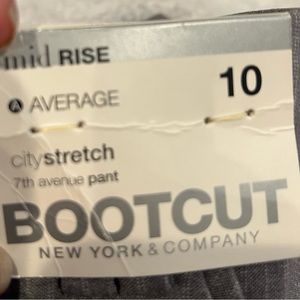 mid RISE
A AVERAGE 10
citystretch
7th avenue pant
BOOTCUT
NEW YORK & COMPANY